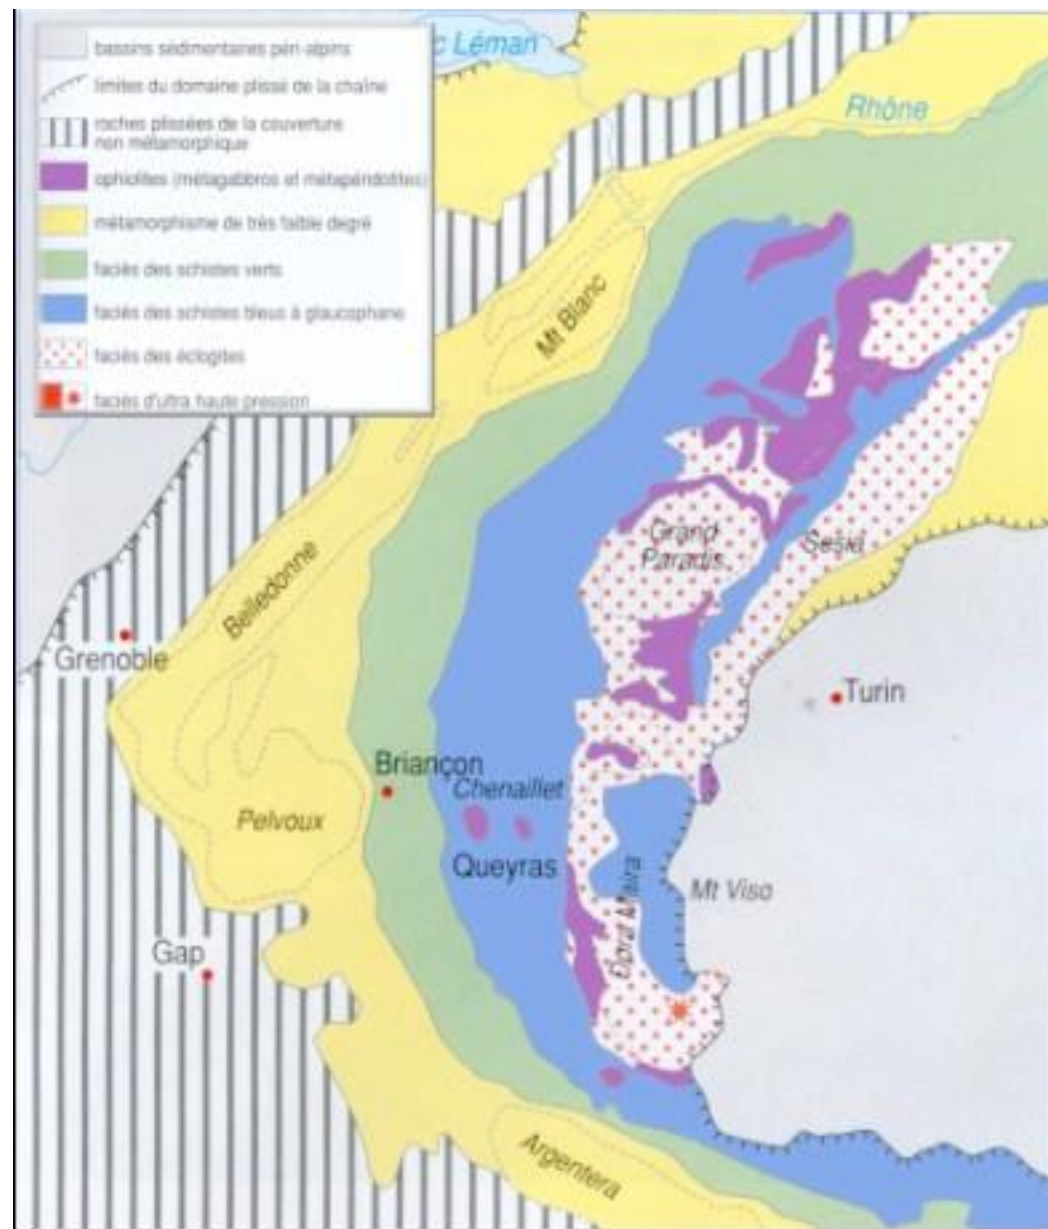 bassins sédimentaires péri-alpins
limites du domaine plissé de la chaîne
roches plissées de la couverture
non métamorphique
ophiolites (métagabbros et métapéridotites)
métamorphisme de très faible degré
faciès des schistes verts
faciès des schistes bleus à glaucophane
faciès des éclogites
faciès d'ultra haute pression
c Léman
Rhône
Mt Blanc
Belledonne
Grand
Paradis
Sesia
Grenoble
Turin
Briançon
Chenaillet
Pelvoux
Queyras
Dora Maira
Mt Viso
Gap
Argentera